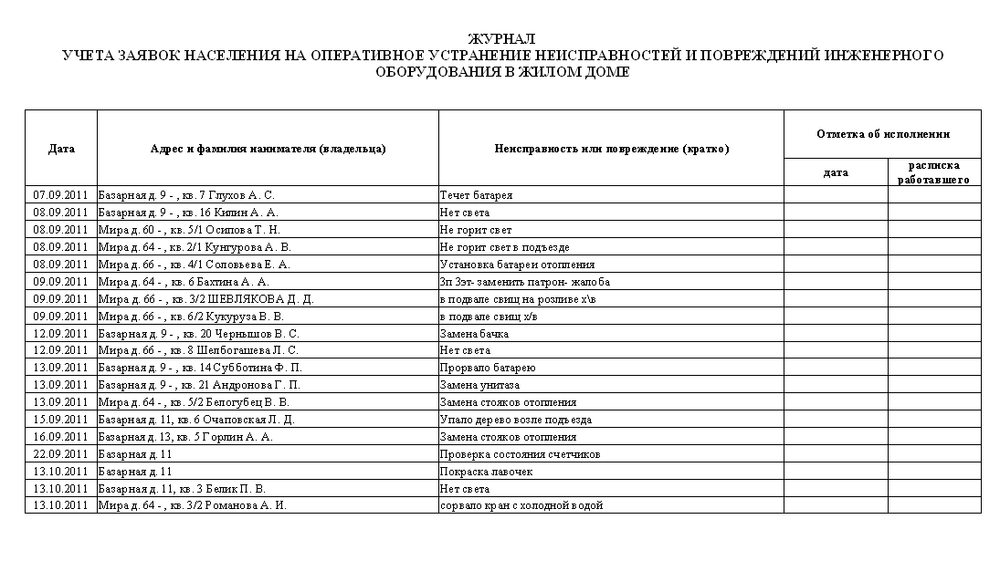 ЖУРНАЛ
УЧЕТА ЗАЯВОК НАСЕЛЕНИЯ НА ОПЕРАТИВНОЕ УСТРАНЕНИЕ НЕИСПРАВНОСТЕЙ И ПОВРЕЖДЕНИЙ ИНЖЕНЕРНОГО
ОБОРУДОВАНИЯ В ЖИЛОМ ДОМЕ
Дата Адрес и фамилия нанимателя (владельца) Неисправность или повреждение (кратко) Отметка об исполнении
дата расписка
работавшего
07.09.2011 Базарная д. 9 - , кв. 7 Глухов А. С. Течет батарея
08.09.2011 Базарная д. 9 - , кв. 16 Килин А. А. Нет света
08.09.2011 Мира д. 60 - , кв. 5/1 Осипова Т. Н. Не горит свет
08.09.2011 Мира д. 64 - , кв. 2/1 Кунгурова А. В. Не горит свет в подъезде
08.09.2011 Мира д. 66 - , кв. 4/1 Соловьева Е. А. Установка батареи отопления
09.09.2011 Мира д. 64 - , кв. 6 Бахтина А. А. 3п 3эт- заменить патрон- жалоба
09.09.2011 Мира д. 66 - , кв. 3/2 ШЕВЛЯКОВА Д. Д. в подвале свищ на розливе х\в
09.09.2011 Мира д. 66 - , кв. 6/2 Кукуруза В. В. в подвале свищ х/в
12.09.2011 Базарная д. 9 - , кв. 20 Чернышов В. С. Замена бачка
12.09.2011 Мира д. 66 - , кв. 8 Шелбогашева Л. С. Нет света
13.09.2011 Базарная д. 9 - , кв. 14 Субботина Ф. П. Прорвало батарею
13.09.2011 Базарная д. 9 - , кв. 21 Андронова Г. П. Замена унитаза
13.09.2011 Мира д. 64 - , кв. 5/2 Белогубец В. В. Замена стояков отопления
15.09.2011 Базарная д. 11, кв. 6 Очаповская Л. Д. Упало дерево возле подъезда
16.09.2011 Базарная д. 13, кв. 5 Горлин А. А. Замена стояков отопления
22.09.2011 Базарная д. 11 Проверка состояния счетчиков
13.10.2011 Базарная д. 11 Покраска лавочек
13.10.2011 Базарная д. 11, кв. 3 Белик П. В. Нет света
13.10.2011 Мира д. 64 - , кв. 3/2 Романова А. И. сорвало кран с холодной водой